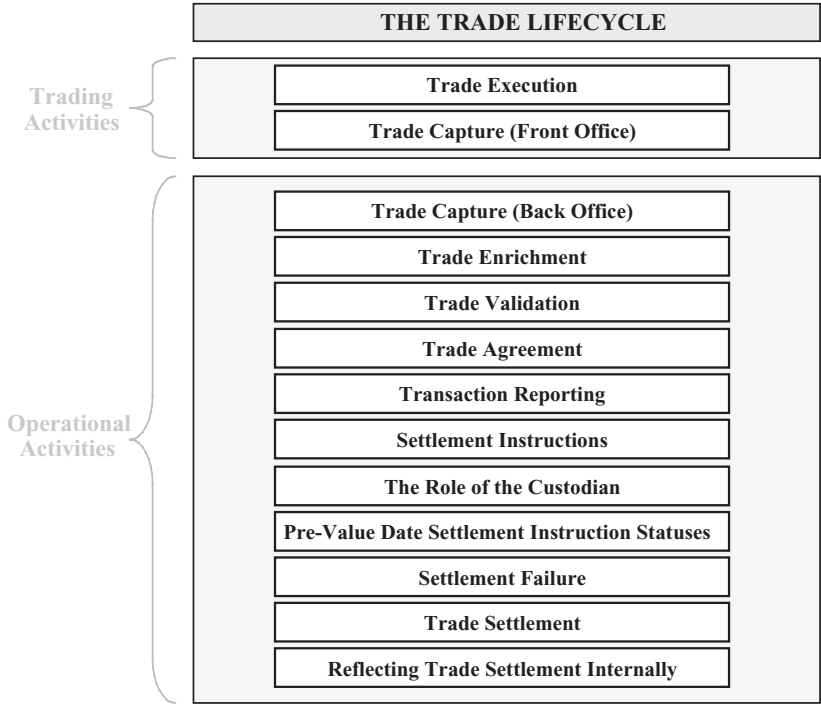 THE TRADE LIFECYCLE
Trading
Activities
Trade Execution
Trade Capture (Front Office)
Operational
Activities
Trade Capture (Back Office)
Trade Enrichment
Trade Validation
Trade Agreement
Transaction Reporting
Settlement Instructions
The Role of the Custodian
Pre-Value Date Settlement Instruction Statuses
Settlement Failure
Trade Settlement
Reflecting Trade Settlement Internally